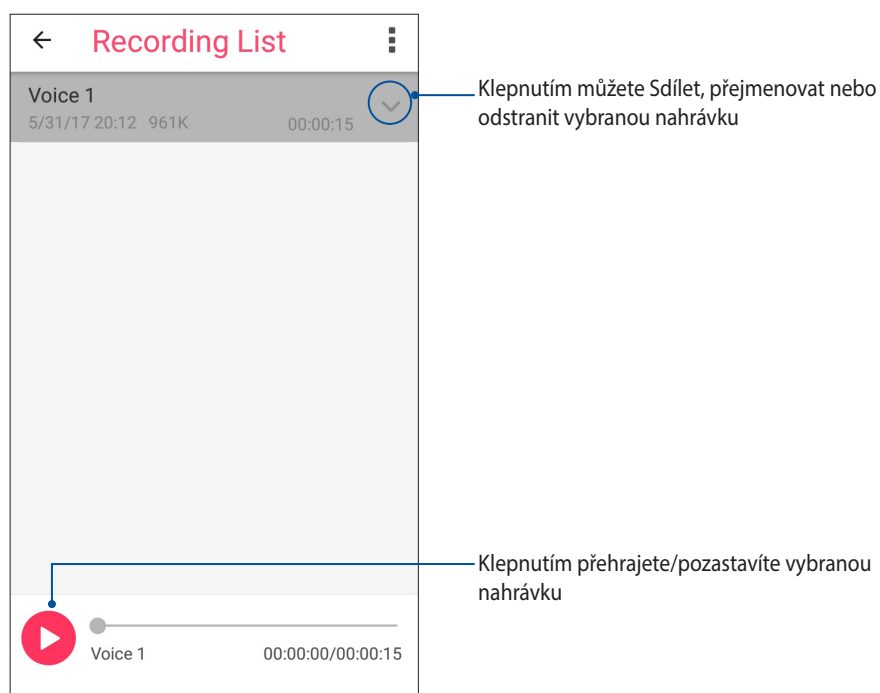 Recording List
Voice 1
5/31/17 20:12 961K 00:00:15
Klepnutím můžete Sdílet, přejmenovat nebo
odstranit vybranou nahrávku
Klepnutím přehrajete/pozastavíte vybranou
nahrávku
Voice 1 00:00:00/00:00:15